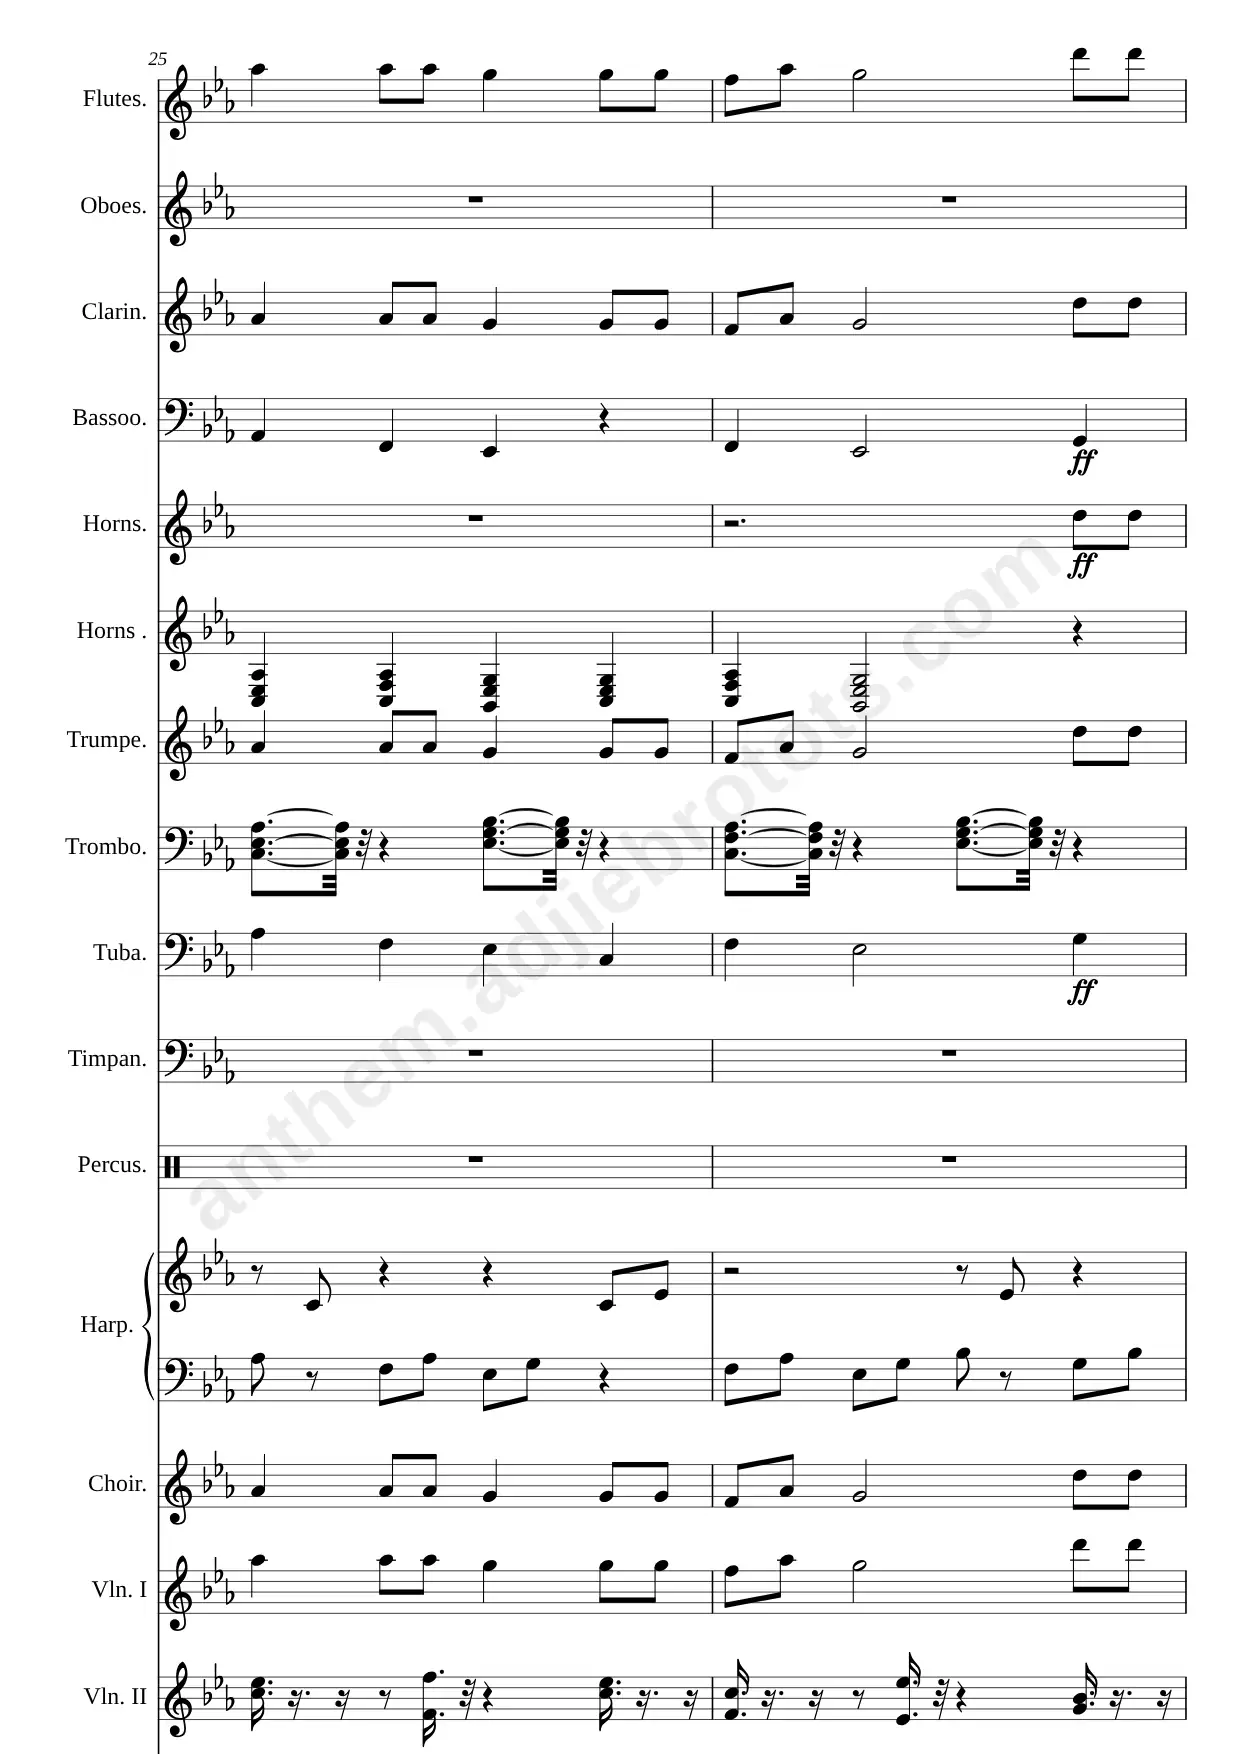 25
Flutes.
Oboes.
Clarin.
Bassoo.
ff
Horns.
ff
Horns .
Trumpe.
Trombo.
Tuba.
ff
Timpan.
Percus.
Harp.
Choir.
Vln. I
Vln. II
anthem.adjiebrotots.com